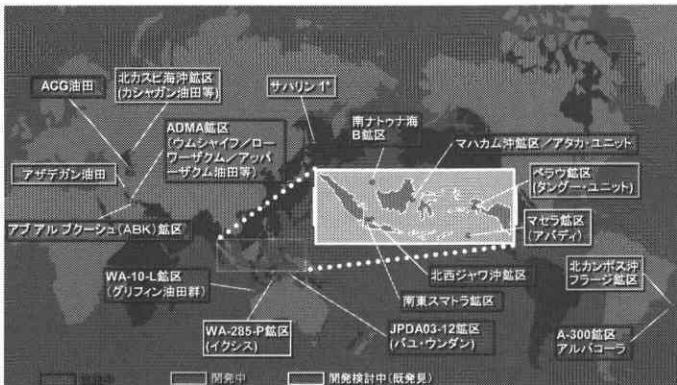 ACG油田
北カスピ海沖鉱区
(カシャガン油田等)
サハリン 1*
ADMA鉱区
(ウムシャイフ/ロー
ワーザクム/アッパ
ーザクム油田等)
アザデガン油田
アブ アル ブクーシュ(ABK)鉱区
南ナトゥナ海
B鉱区
マハカム沖鉱区/アタカ・ユニット
ベラウ鉱区
(タングー・ユニット)
マセラ鉱区
(アバディ)
北西ジャワ沖鉱区
南東スマトラ鉱区
WA-10-L鉱区
(グリフィン油田群)
WA-285-P鉱区
(イクシス)
JPDA03-12鉱区
(バユ・ウンダン)
北カンポス沖
フラージ鉱区
A-300鉱区
アルバコーラ
開発中
開発検討中(既発見)